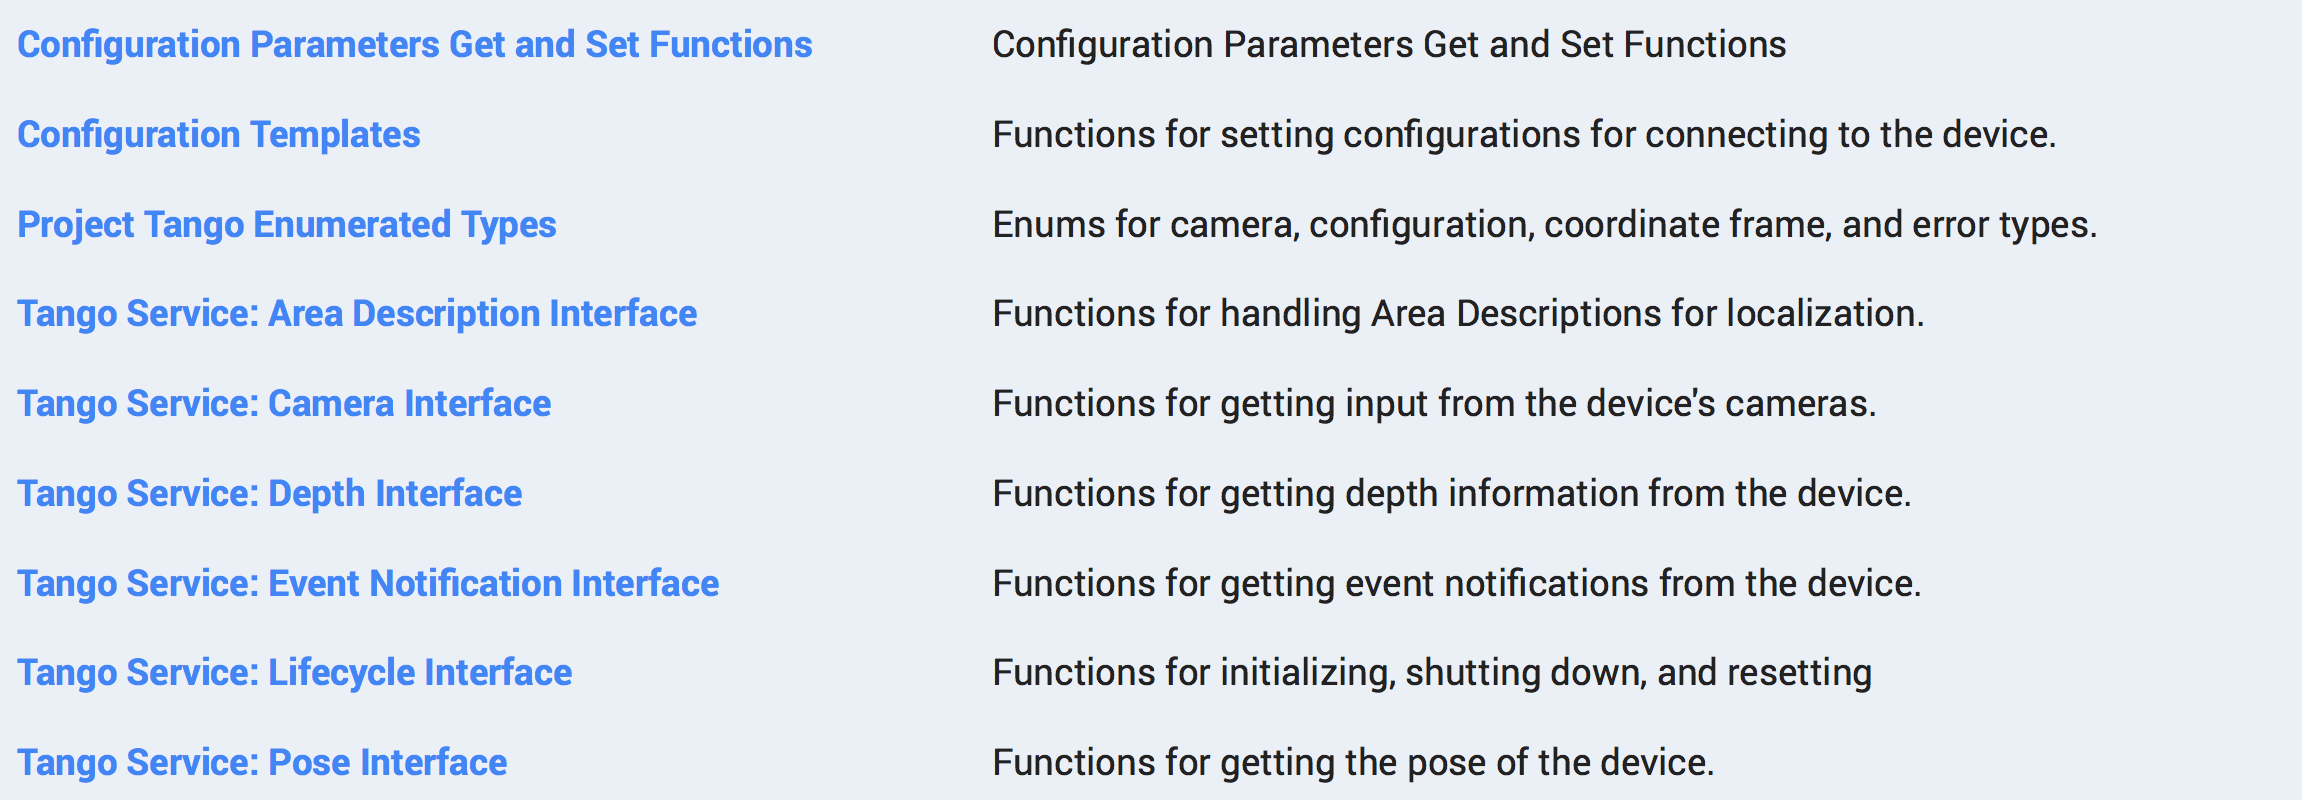 Configuration Parameters Get and Set Functions Configuration Parameters Get and Set Functions
Configuration Templates Functions for setting configurations for connecting to the device.
Project Tango Enumerated Types Enums for camera, configuration, coordinate frame, and error types.
Tango Service: Area Description Interface Functions for handling Area Descriptions for localization.
Tango Service: Camera Interface Functions for getting input from the device's cameras.
Tango Service: Depth Interface Functions for getting depth information from the device.
Tango Service: Event Notification Interface Functions for getting event notifications from the device.
Tango Service: Lifecycle Interface Functions for initializing, shutting down, and resetting
Tango Service: Pose Interface Functions for getting the pose of the device.